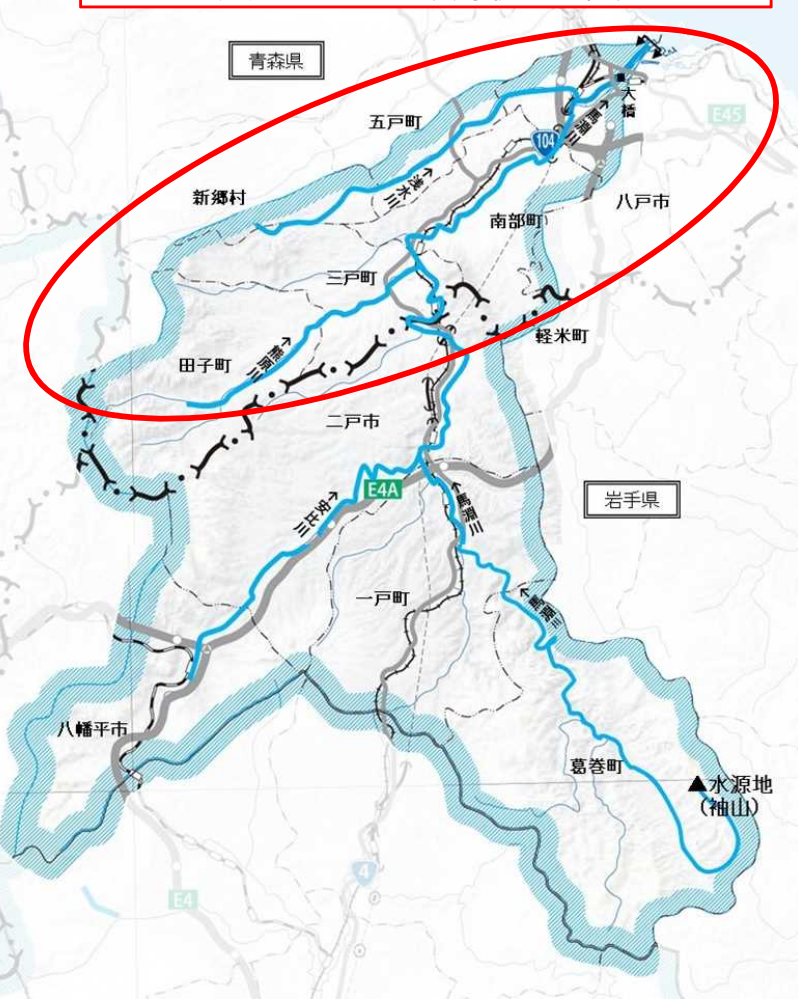 青森県
大橋
E45
五戸町
馬淵川
104
新郷村
浅水川
八戸市
南部町
三戸町
軽米町
田子町
熊原川
二戸市
E4A
岩手県
安比川
馬淵川
一戸町
馬淵川
八幡平市
葛巻町
▲水源地
(袖山)
4
E4